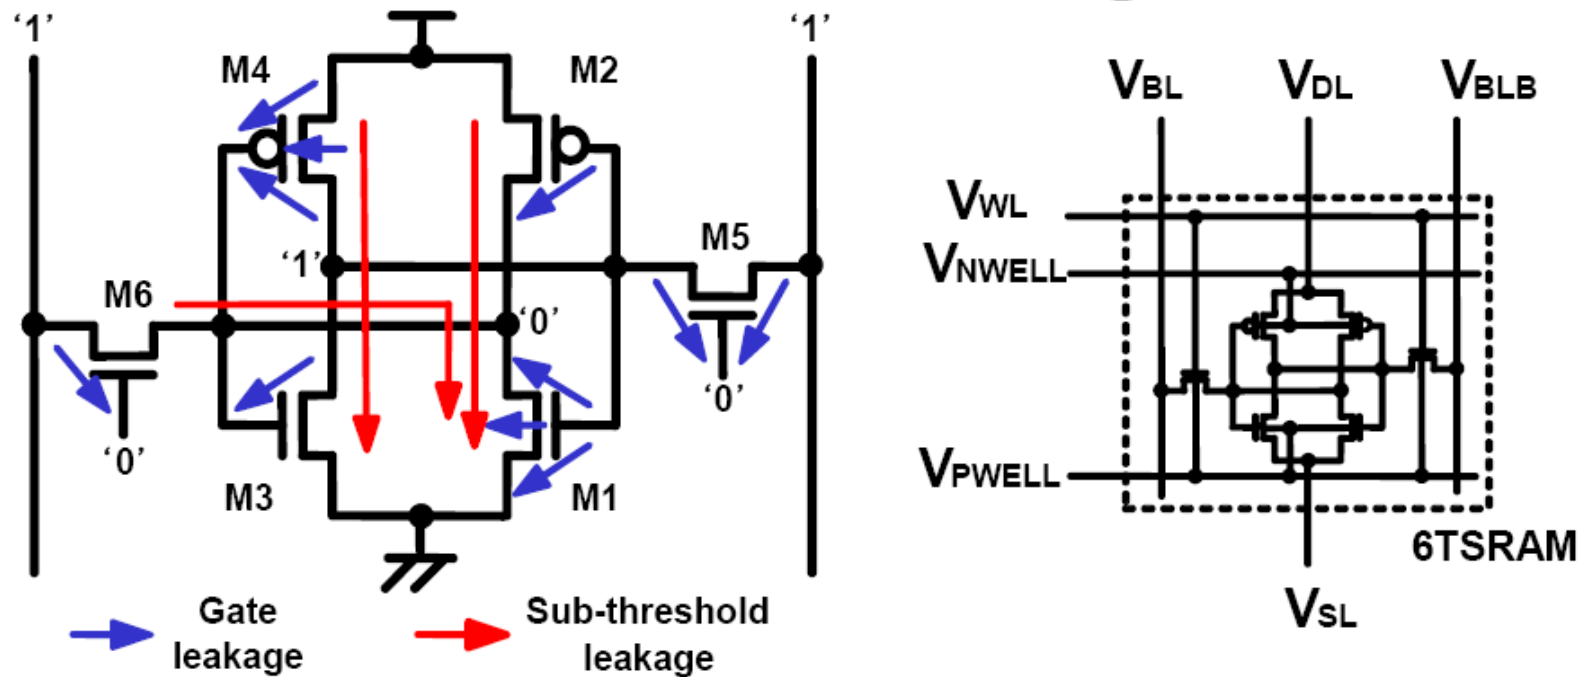 ‘1’
‘1’
M4
M2
‘1’
M5
M6
‘0’
‘0’
‘0’
M3
M1
Gate
leakage
Sub-threshold
leakage
VBL
VDL
VBLB
VWL
VNWELL
VPWELL
6TSRAM
VSL